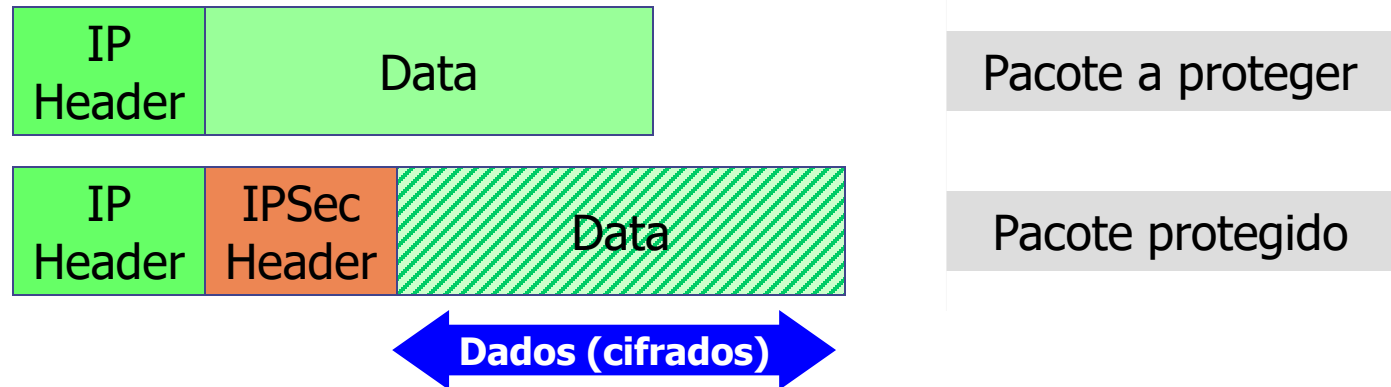 IP
Header
Data
Pacote a proteger
IP
Header
IPSec
Header
Data
Pacote protegido
Dados (cifrados)